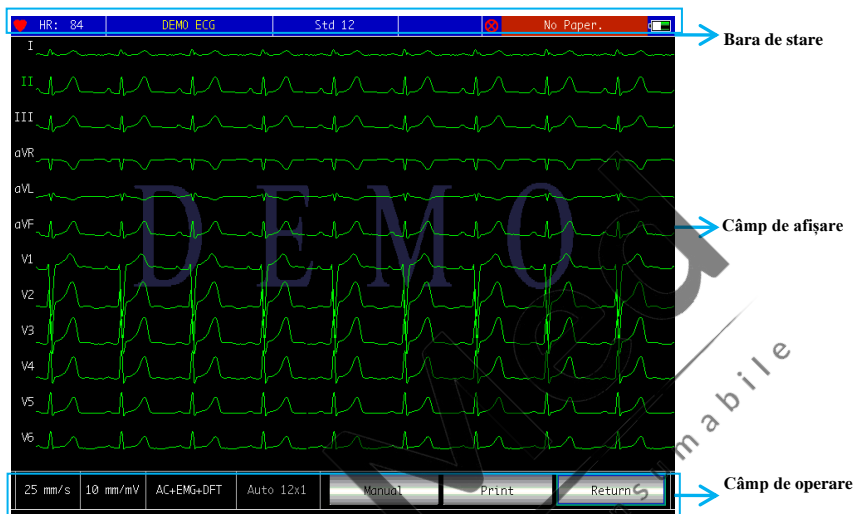 HR: 84 DEMO ECG Std 12 No Paper.
Bara de stare
I
II
III
aVR
aVL
aVF
V1
V2
V3
V4
V5
V6
DEMO
Câmp de afișare
25 mm/s 10 mm/mV AC+EMG+DFT Auto 12x1 Manual Print Return
Câmp de operare